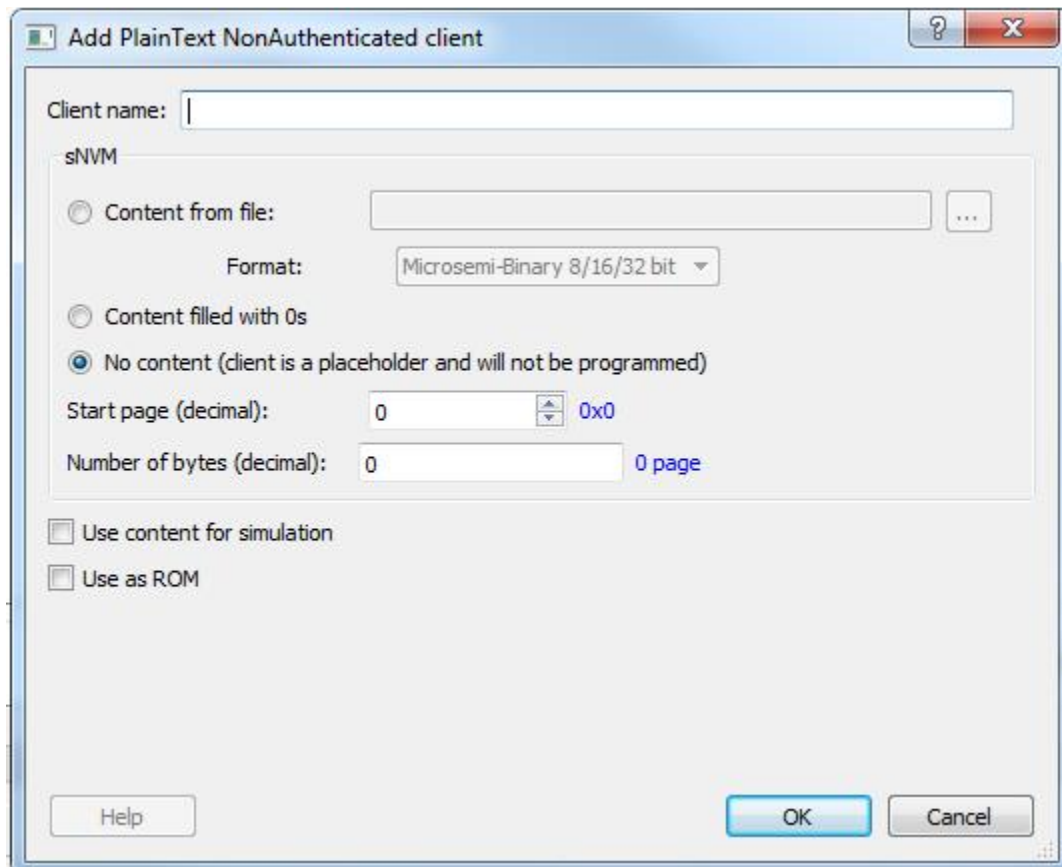 Add PlainText NonAuthenticated client
Client name:
sNVM
Content from file:
...
Format: Microsemi-Binary 8/16/32 bit
Content filled with 0s
No content (client is a placeholder and will not be programmed)
Start page (decimal): 0 0x0
Number of bytes (decimal): 0 0 page
Use content for simulation
Use as ROM
Help OK Cancel